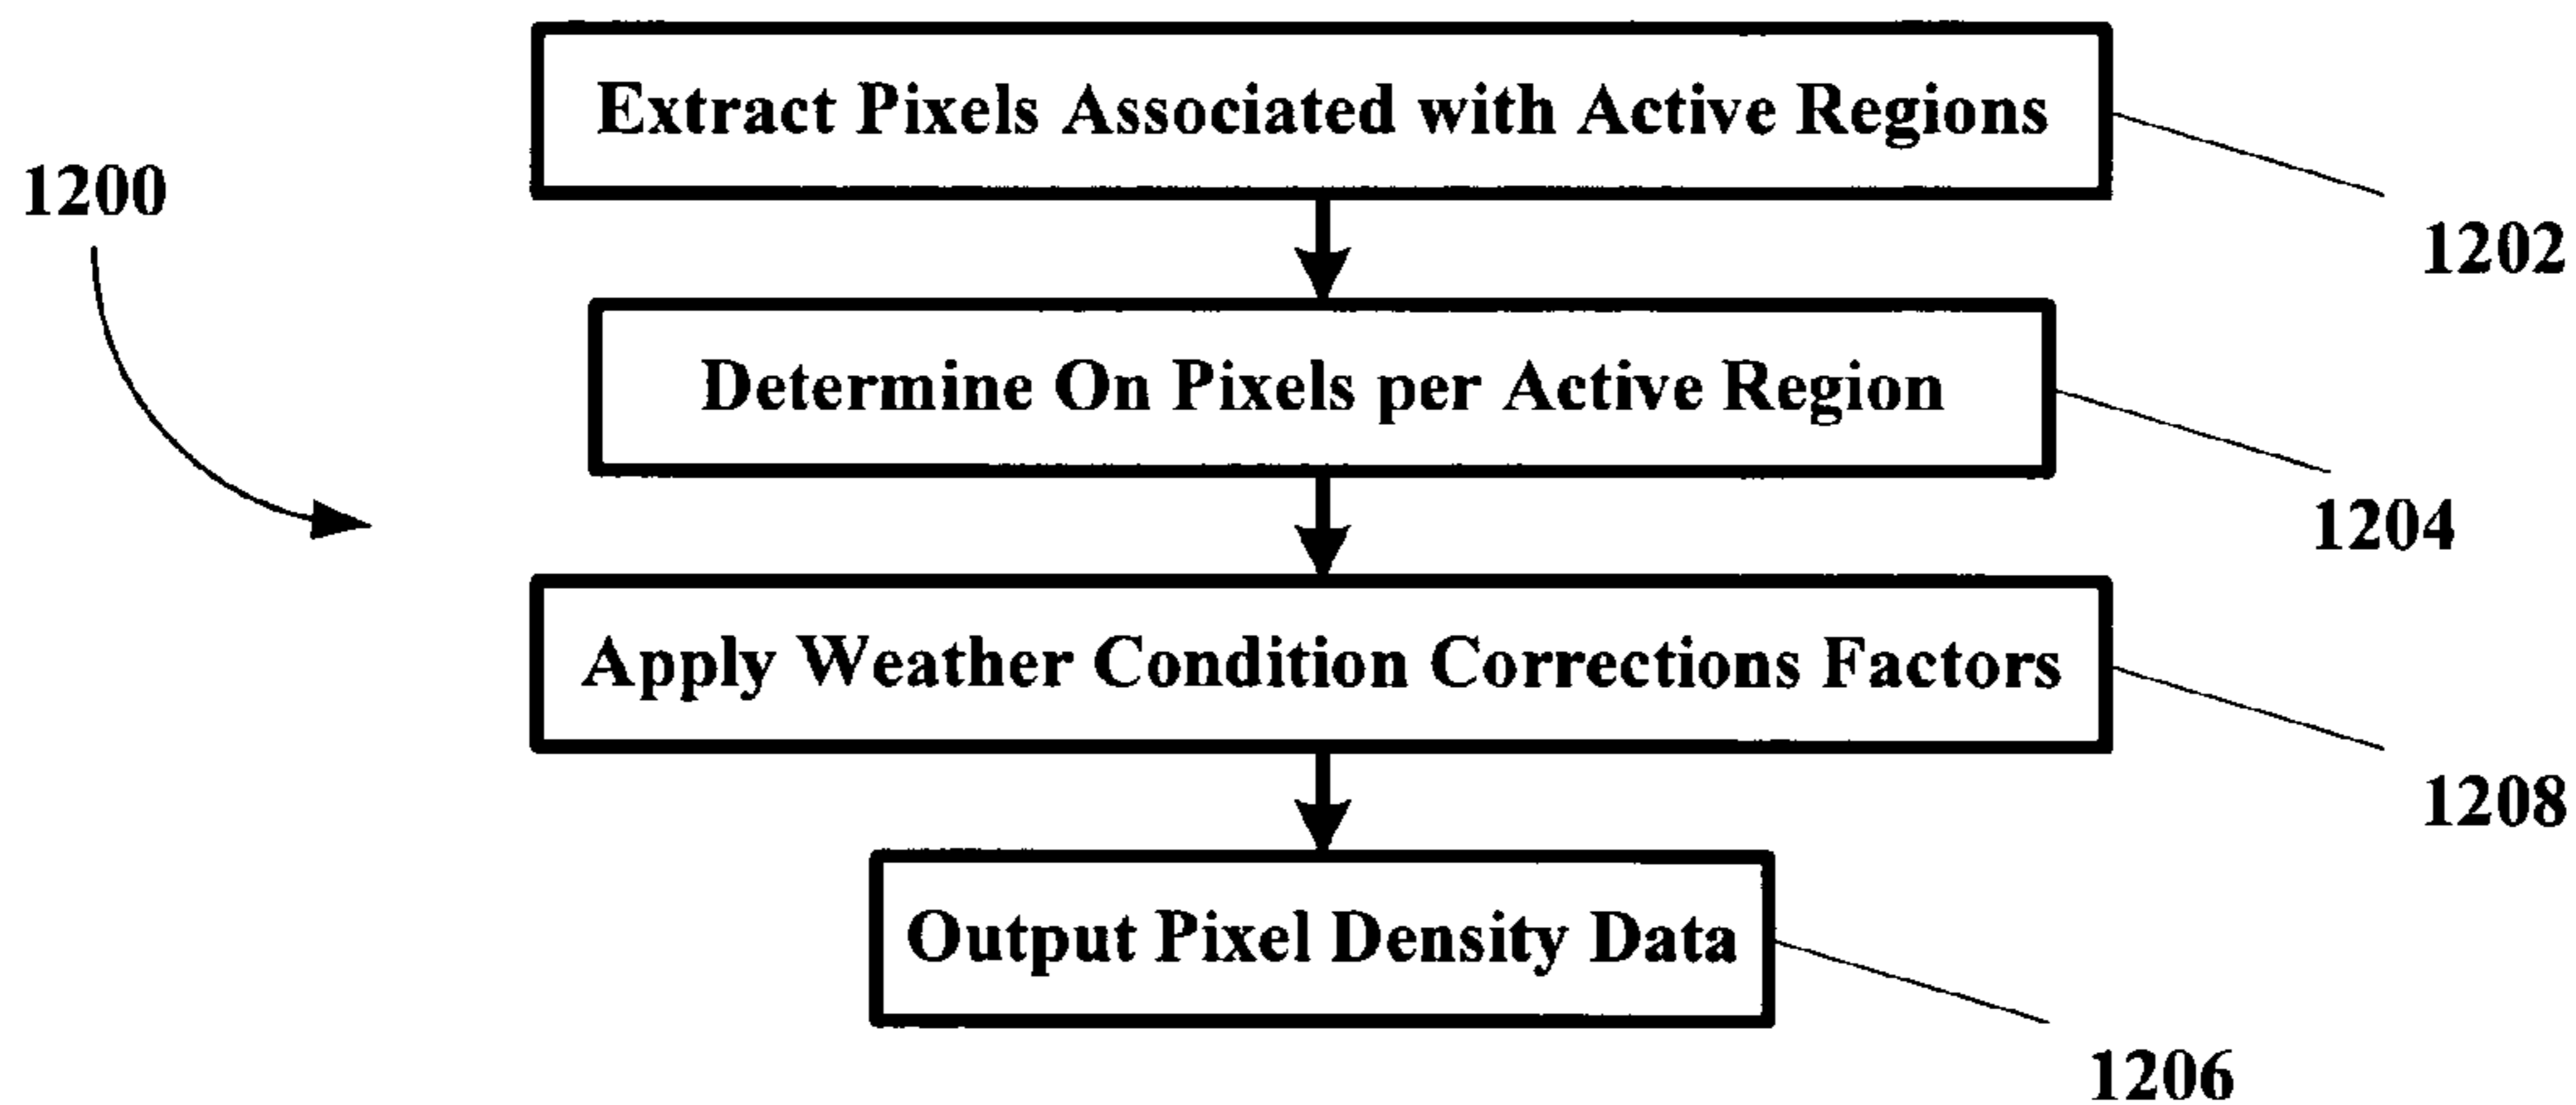 Extract Pixels Associated with Active Regions
1200
1202
Determine On Pixels per Active Region
1204
Apply Weather Condition Corrections Factors
1208
Output Pixel Density Data
1206